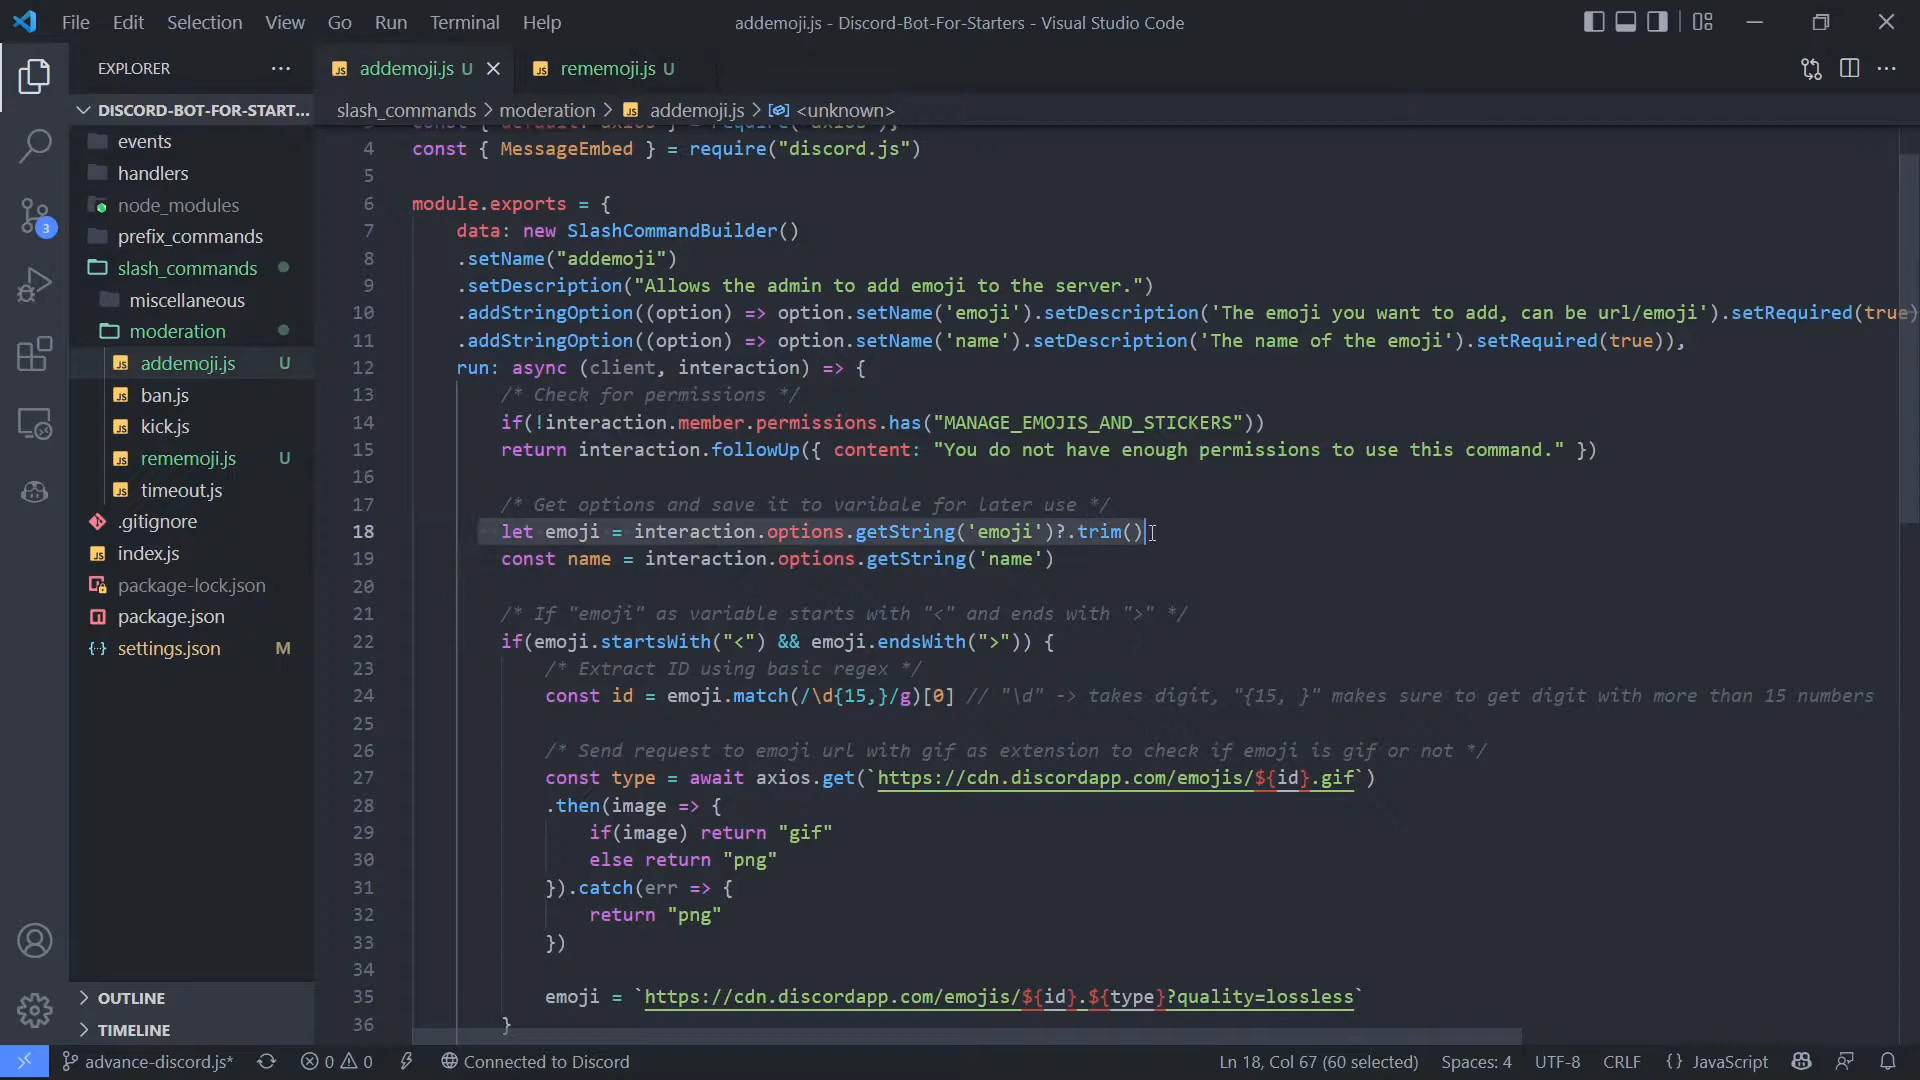 File Edit Selection View Go Run Terminal Help
addemoji.js - Discord-Bot-For-Starters - Visual Studio Code
EXPLORER
addemoji.js U
rememoji.js U
DISCORD-BOT-FOR-START...
slash_commands > moderation > addemoji.js > <unknown>
events
handlers
node_modules
prefix_commands
slash_commands
miscellaneous
moderation
addemoji.js U
ban.js
kick.js
rememoji.js U
timeout.js
.gitignore
index.js
package-lock.json
package.json
settings.json M
3
OUTLINE
TIMELINE
4 const { MessageEmbed } = require("discord.js")
5
6 module.exports = {
7 data: new SlashCommandBuilder()
8 .setName("addemoji")
9 .setDescription("Allows the admin to add emoji to the server.")
10 .addStringOption((option) => option.setName('emoji').setDescription('The emoji you want to add, can be url/emoji').setRequired(true)
11 .addStringOption((option) => option.setName('name').setDescription('The name of the emoji').setRequired(true)),
12 run: async (client, interaction) => {
13 /* Check for permissions */
14 if(!interaction.member.permissions.has("MANAGE_EMOJIS_AND_STICKERS"))
15 return interaction.followUp({ content: "You do not have enough permissions to use this command." })
16
17 /* Get options and save it to varibale for later use */
18 let emoji = interaction.options.getString('emoji')?.trim()
19 const name = interaction.options.getString('name')
20
21 /* If "emoji" as variable starts with "<" and ends with ">" */
22 if(emoji.startsWith("<") && emoji.endsWith(">")) {
23 /* Extract ID using basic regex */
24 const id = emoji.match(/\d{15,}/g)[0] // "\d" -> takes digit, "{15, }" makes sure to get digit with more than 15 numbers
25
26 /* Send request to emoji url with gif as extension to check if emoji is gif or not */
27 const type = await axios.get(`https://cdn.discordapp.com/emojis/${id}.gif`)
28 .then(image => {
29 if(image) return "gif"
30 else return "png"
31 }).catch(err => {
32 return "png"
33 })
34
35 emoji = `https://cdn.discordapp.com/emojis/${id}.${type}?quality=lossless`
36 }
advance-discord.js* 0 0 Connected to Discord
Ln 18, Col 67 (60 selected) Spaces: 4 UTF-8 CRLF {} JavaScript